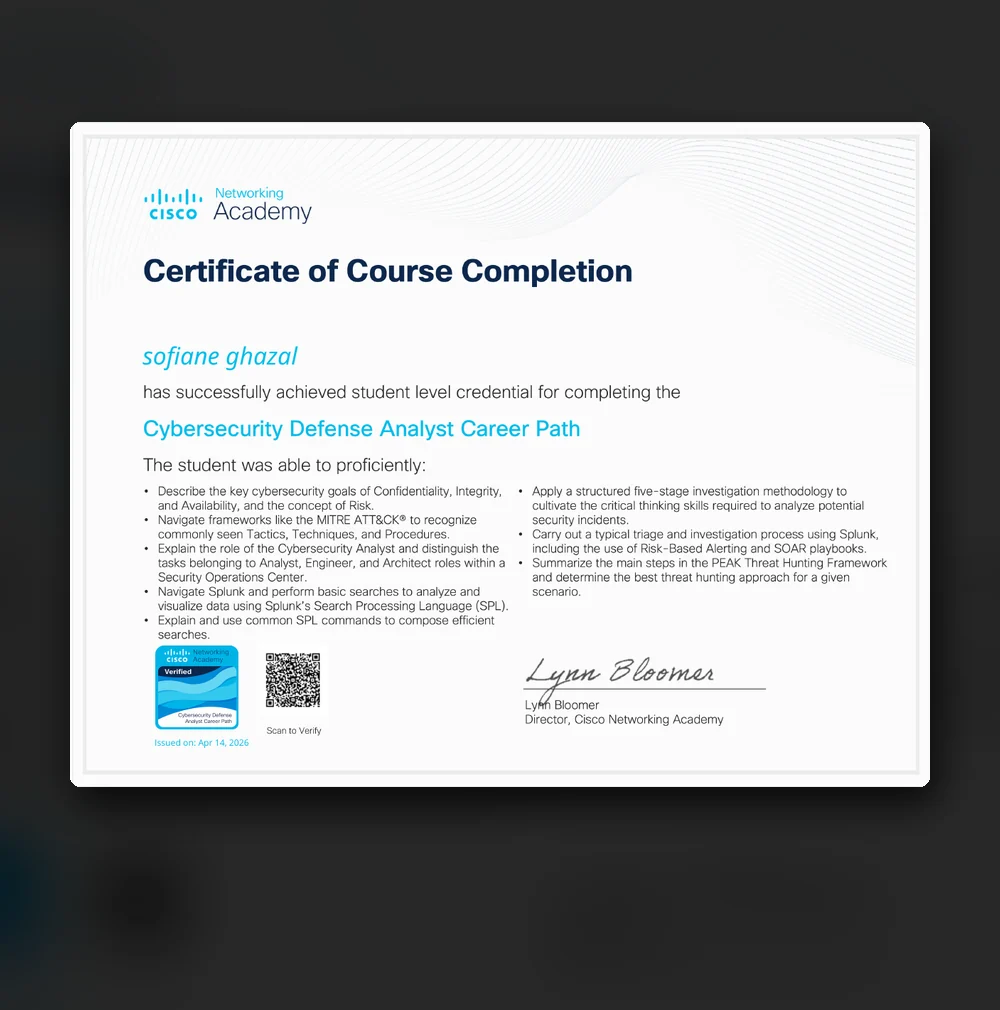 cisco
Networking
Academy
Certificate of Course Completion
sofiane ghazal
has successfully achieved student level credential for completing the
Cybersecurity Defense Analyst Career Path
The student was able to proficiently:
• Describe the key cybersecurity goals of Confidentiality, Integrity,
and Availability, and the concept of Risk.
• Navigate frameworks like the MITRE ATT&CK® to recognize
commonly seen Tactics, Techniques, and Procedures.
• Explain the role of the Cybersecurity Analyst and distinguish the
tasks belonging to Analyst, Engineer, and Architect roles within a
Security Operations Center.
• Navigate Splunk and perform basic searches to analyze and
visualize data using Splunk's Search Processing Language (SPL).
• Explain and use common SPL commands to compose efficient
searches.
• Apply a structured five-stage investigation methodology to
cultivate the critical thinking skills required to analyze potential
security incidents.
• Carry out a typical triage and investigation process using Splunk,
including the use of Risk-Based Alerting and SOAR playbooks.
• Summarize the main steps in the PEAK Threat Hunting Framework
and determine the best threat hunting approach for a given
scenario.
cisco
Networking
Academy
Verified
Cybersecurity Defense
Analyst Career Path
Issued on: Apr 14, 2026
Scan to Verify
Lynn Bloomer
Lynn Bloomer
Director, Cisco Networking Academy